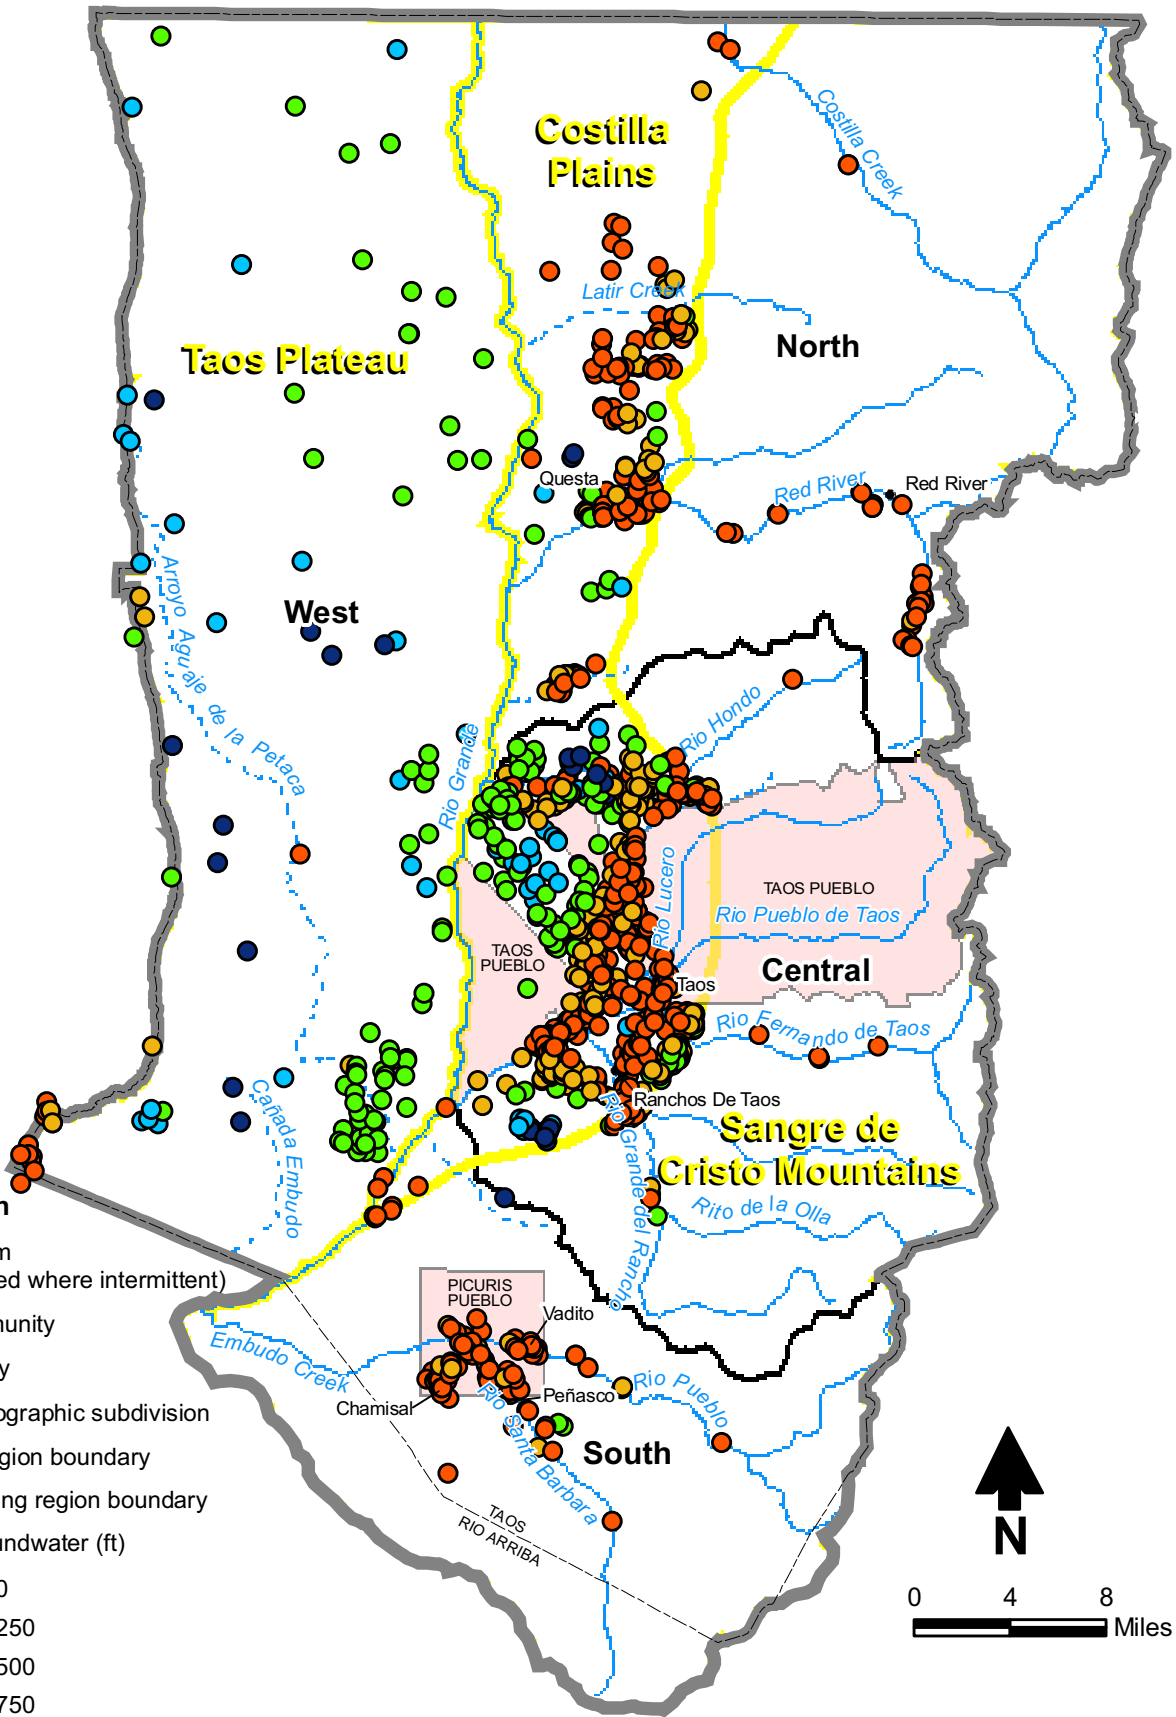 Costilla
Plains
Costilla Creek
Latir Creek
North
Taos Plateau
Questa
Red River
Red River
West
Arroyo Aguaje de la Petaca
Rio Grande
Rio Hondo
Rio Lucero
TAOS PUEBLO
Rio Pueblo de Taos
TAOS
PUEBLO
Central
Taos
Rio Fernando de Taos
Ranchos De Taos
Sangre de
Cristo Mountains
Cañada Embudo
Rio Grande del Rancho
Rito de la Olla
PICURIS
PUEBLO
Vadito
Embudo Creek
Peñasco
Rio Pueblo
Chamisal
Rio Santa Barbara
South
TAOS
RIO ARRIBA
n
m
ed where intermittent)
unity
y
ographic subdivision
gion boundary
ng region boundary
undwater (ft)
0
250
500
750
N
0 4 8
Miles